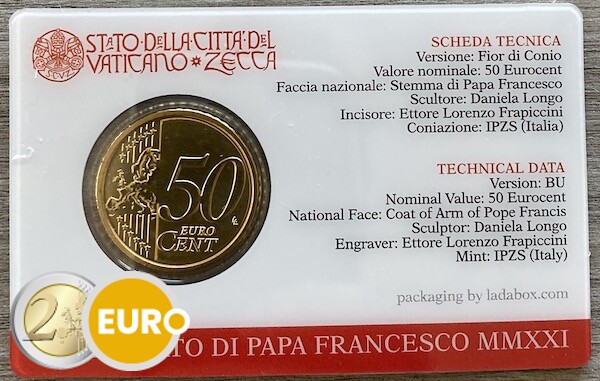 STATO·DELLA·CITTÀ·DEL
VATICANO * ZECCA
SCHEDA TECNICA
Versione: Fior di Conio
Valore nominale: 50 Eurocent
Faccia nazionale: Stemma di Papa Francesco
Scultore: Daniela Longo
Incisore: Ettore Lorenzo Frapiccini
Coniazione: IPZS (Italia)
TECHNICAL DATA
Version: BU
Nominal Value: 50 Eurocent
National Face: Coat of Arm of Pope Francis
Sculptor: Daniela Longo
Engraver: Ettore Lorenzo Frapiccini
Mint: IPZS (Italy)
50
EURO
CENT
packaging by ladabox.com
2
EURO
TO DI PAPA FRANCESCO MMXXI